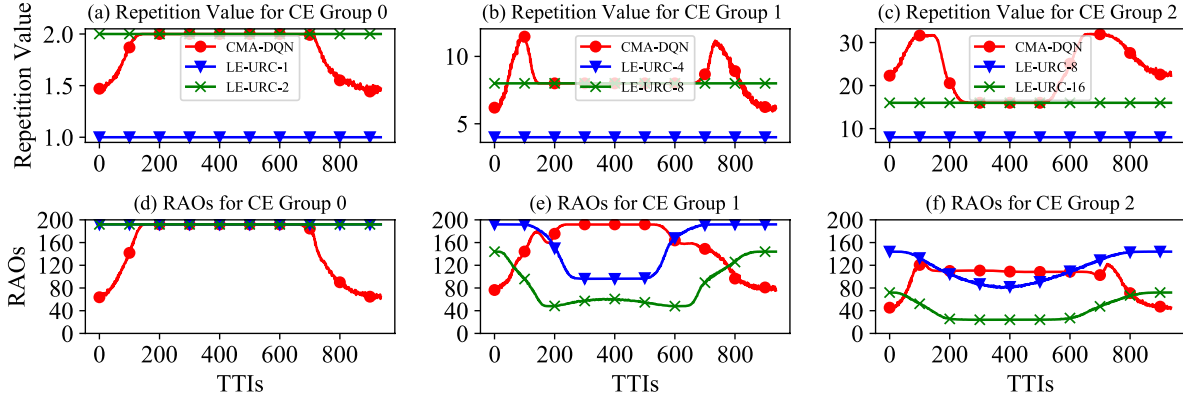 (a) Repetition Value for CE Group 0
(b) Repetition Value for CE Group 1
(c) Repetition Value for CE Group 2
Repetition Value
2.0
1.5
1.0
CMA-DQN
LE-URC-1
LE-URC-2
0 200 400 600 800
10
5
CMA-DQN
LE-URC-4
LE-URC-8
0 200 400 600 800
30
20
10
CMA-DQN
LE-URC-8
LE-URC-16
0 200 400 600 800
(d) RAOs for CE Group 0
(e) RAOs for CE Group 1
(f) RAOs for CE Group 2
RAOs
200
160
120
80
40
0
0 200 400 600 800
TTIs
200
160
120
80
40
0
0 200 400 600 800
TTIs
200
160
120
80
40
0
0 200 400 600 800
TTIs